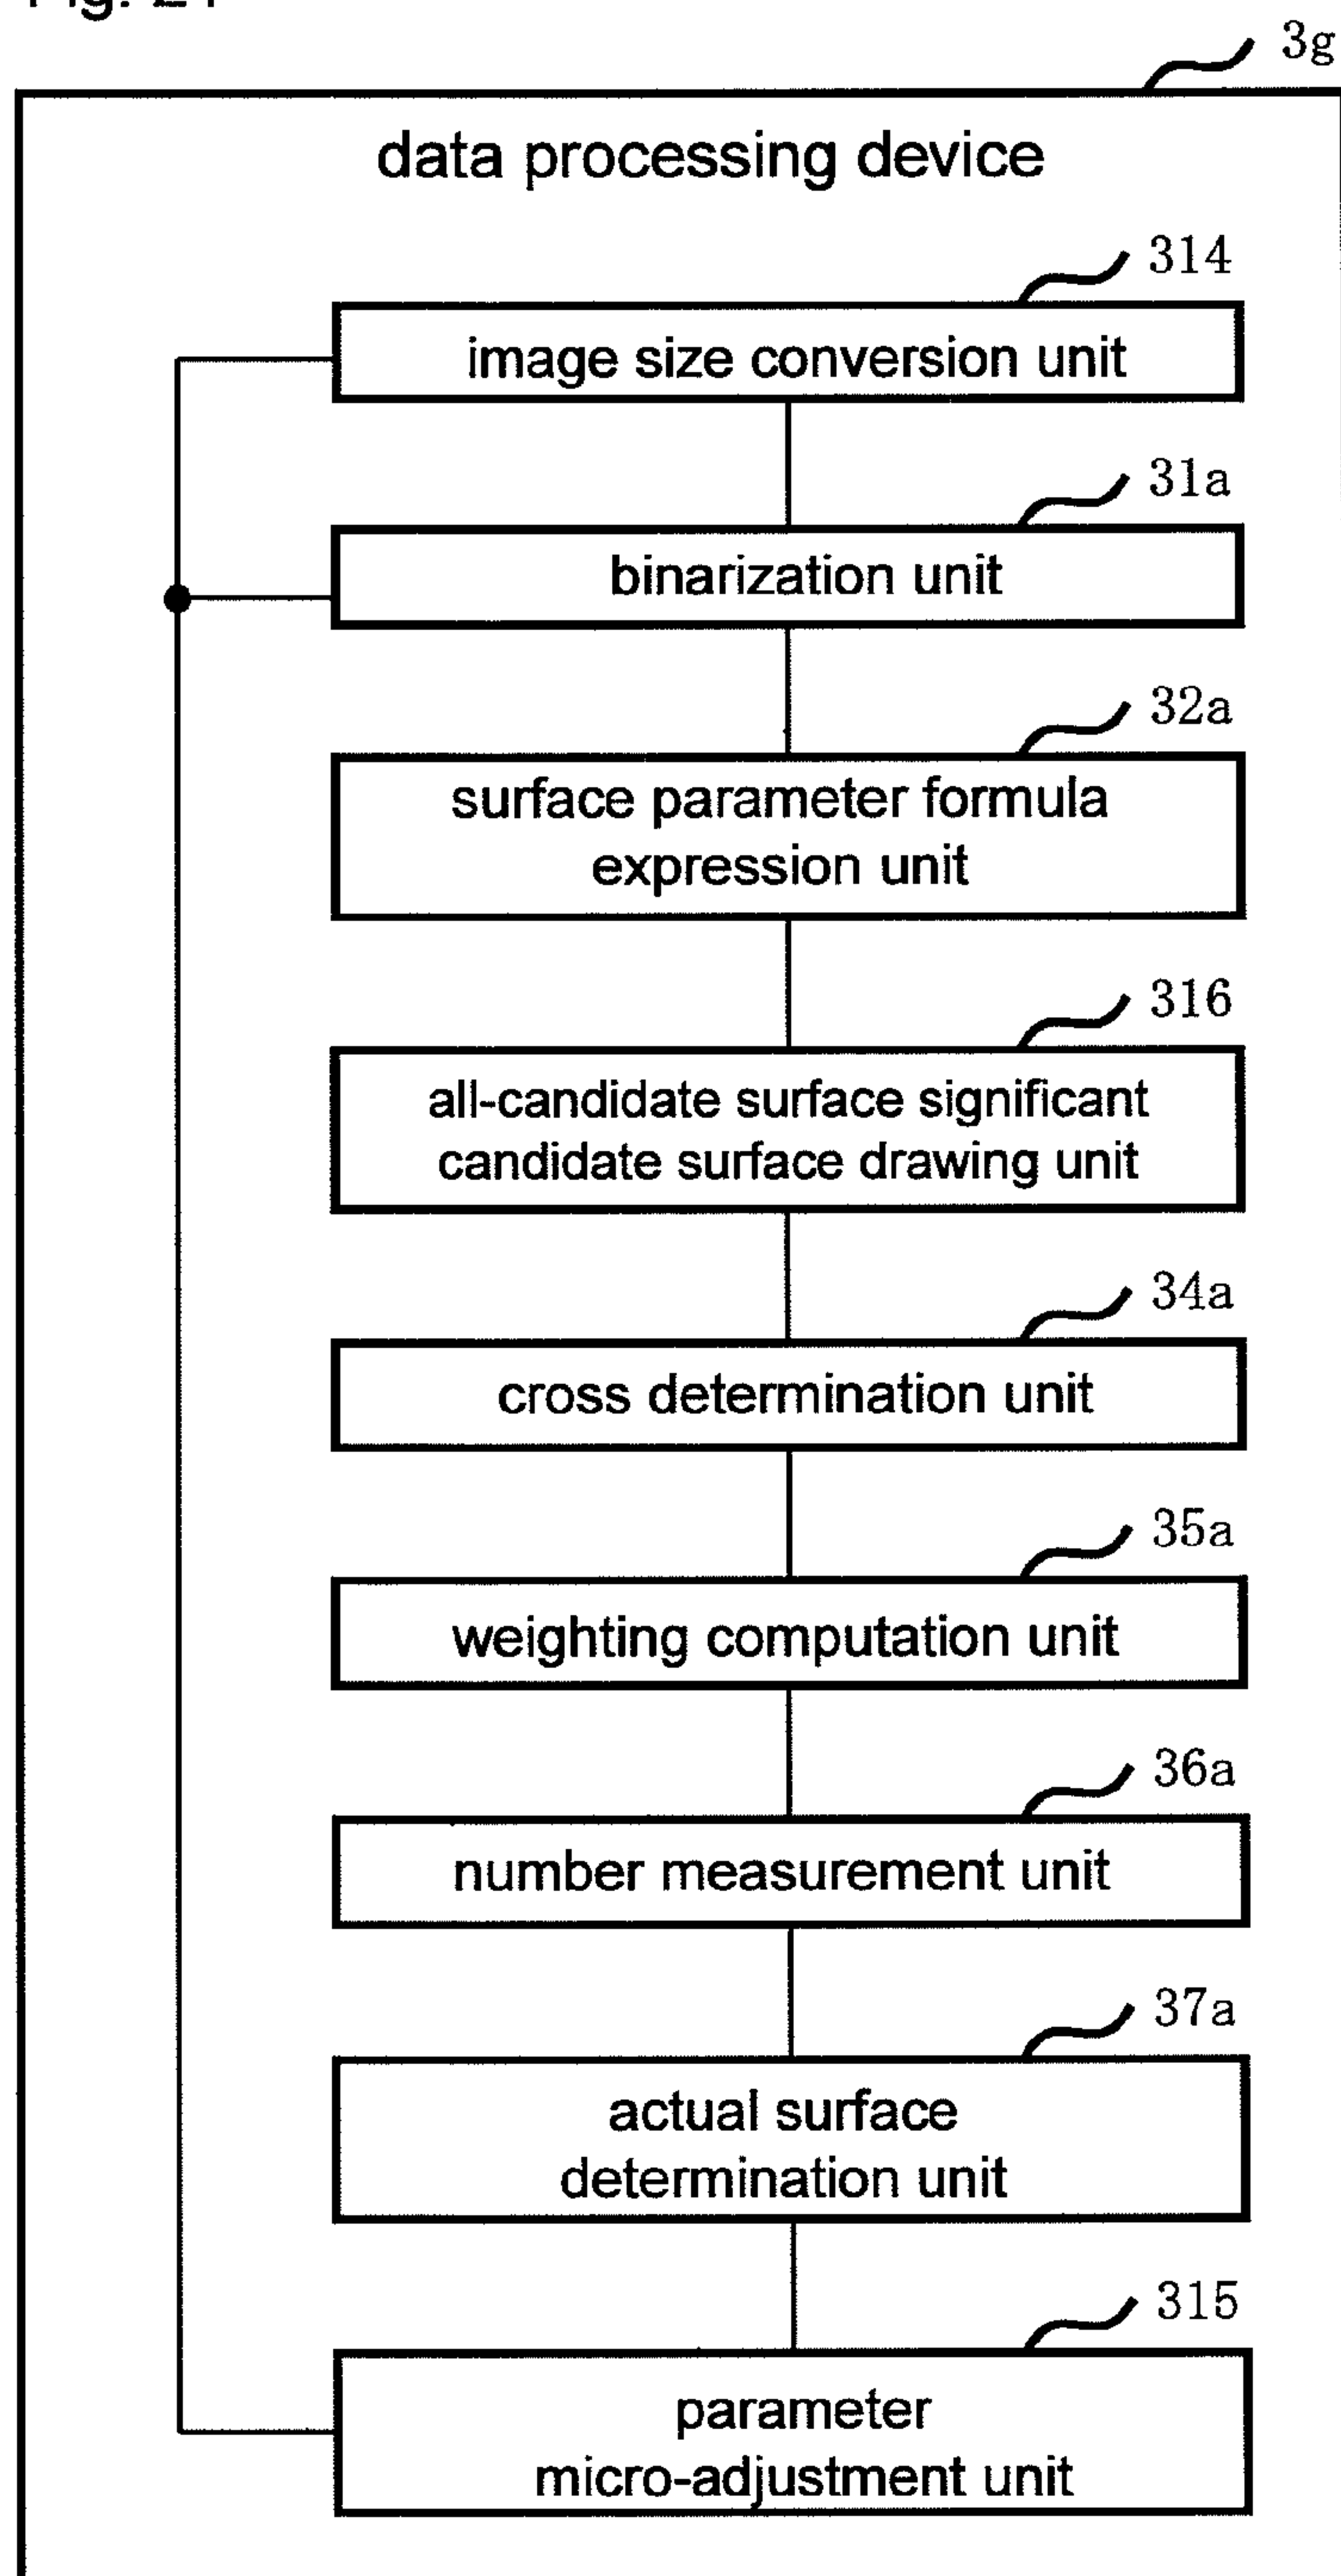 3g
data processing device
314
image size conversion unit
31a
binarization unit
32a
surface parameter formula
expression unit
316
all-candidate surface significant
candidate surface drawing unit
34a
cross determination unit
35a
weighting computation unit
36a
number measurement unit
37a
actual surface
determination unit
315
parameter
micro-adjustment unit